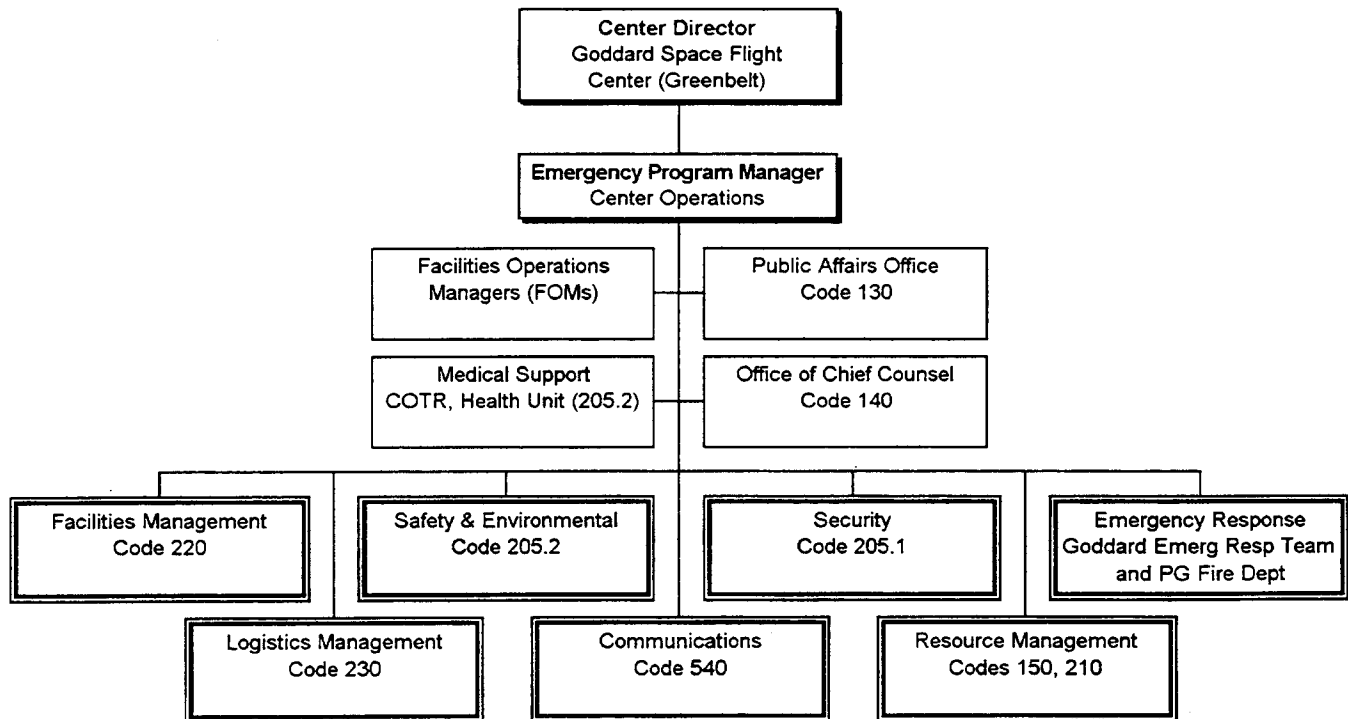 Center Director
Goddard Space Flight
Center (Greenbelt)
Emergency Program Manager
Center Operations
Facilities Operations
Managers (FOMs)
Public Affairs Office
Code 130
Medical Support
COTR, Health Unit (205.2)
Office of Chief Counsel
Code 140
Facilities Management
Code 220
Safety & Environmental
Code 205.2
Security
Code 205.1
Emergency Response
Goddard Emerg Resp Team
and PG Fire Dept
Logistics Management
Code 230
Communications
Code 540
Resource Management
Codes 150, 210